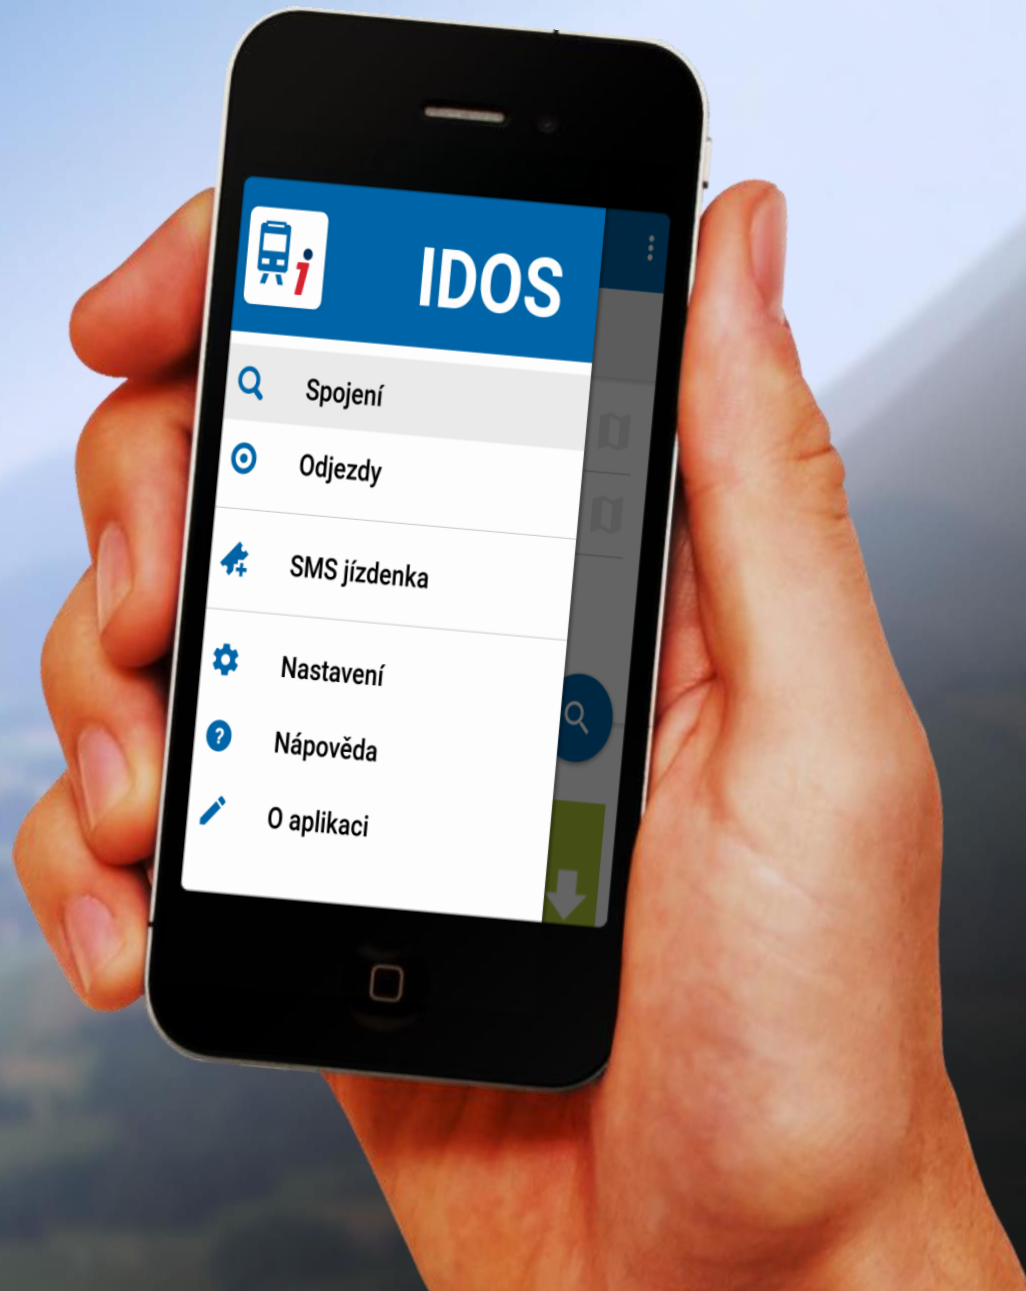 IDOS
Spojení
Odjezdy
SMS jízdenka
Nastavení
Nápověda
O aplikaci